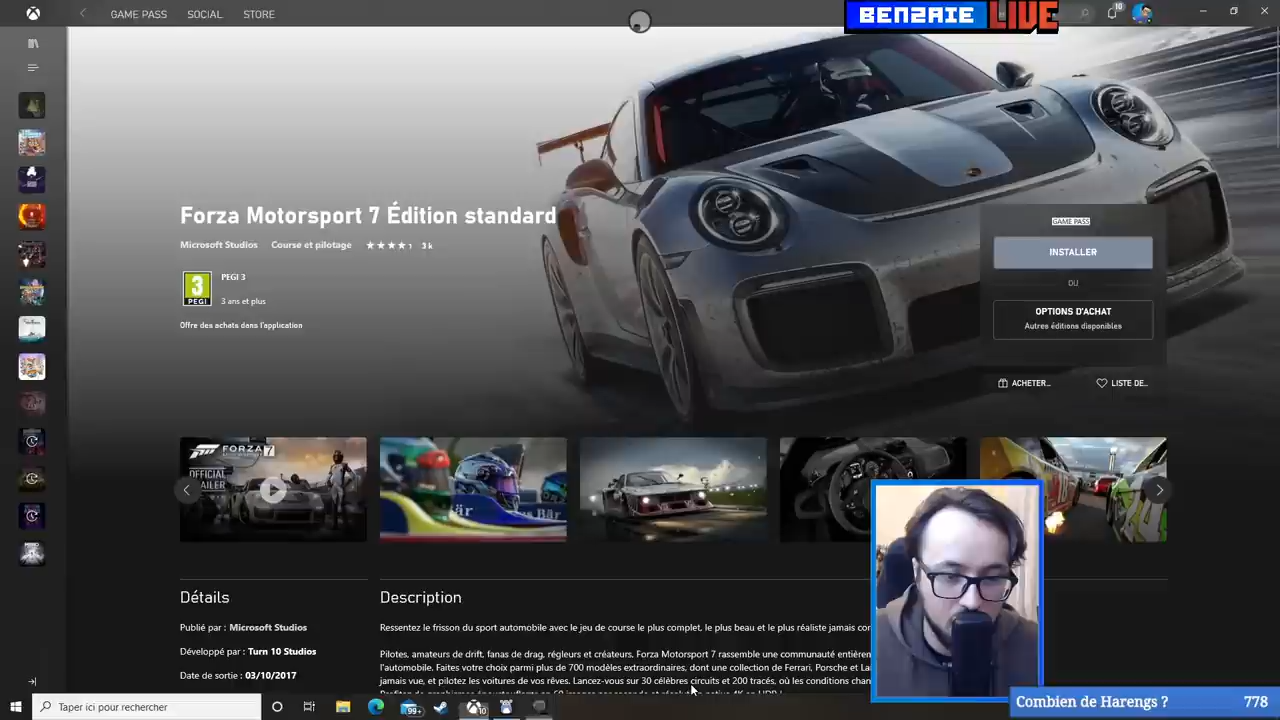 GAME PASS
SOCIAL
STORE
BENZAIE LIVE
10
Forza Motorsport 7 Édition standard
Microsoft Studios
Course et pilotage
3 k
3
PEGI
PEGI 3
3 ans et plus
Offre des achats dans l'application
GAME PASS
INSTALLER
OU
OPTIONS D'ACHAT
Autres éditions disponibles
ACHETER...
LISTE DE...
FORZA 7
OFFICIAL
Détails
Publié par : Microsoft Studios
Développé par : Turn 10 Studios
Date de sortie : 03/10/2017
Description
Ressentez le frisson du sport automobile avec le jeu de course le plus complet, le plus beau et le plus réaliste jamais
Pilotes, amateurs de drift, fanas de drag, régleurs et créateurs, Forza Motorsport 7 rassemble une communauté
l'automobile. Faites votre choix parmi plus de 700 modèles extraordinaires, dont une collection de Ferrari, Porsche et
jamais vue, et pilotez les voitures de vos rêves. Lancez-vous sur 30 célèbres circuits et 200 tracés, où les conditions
Taper ici pour rechercher
99+
10
Combien de Harengs ?
778